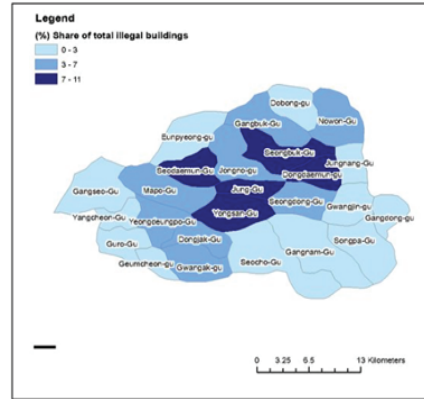 Legend
(%) Share of total illegal buildings
0 - 3
3 - 7
7 - 11
Dobong-gu
Nowon-Gu
Gangbuk-Gu
Eunpyeong-gu
Seongbuk-Gu
Jungnang-Gu
Seodaemun-Gu
Jongno-gu
Dongdaemun-gu
Gangseo-Gu
Mapo-Gu
Jung-Gu
Seongdong-Gu
Gwangjin-gu
Gangdong-gu
Yangcheon-Gu
Yeongdeungpo-Gu
Yongsan-Gu
Songpa-Gu
Guro-Gu
Dongjak-Gu
Gangnam-Gu
Geumcheon-gu
Gwangak-gu
Seocho-Gu
0 3.25 6.5 13 Kilometers